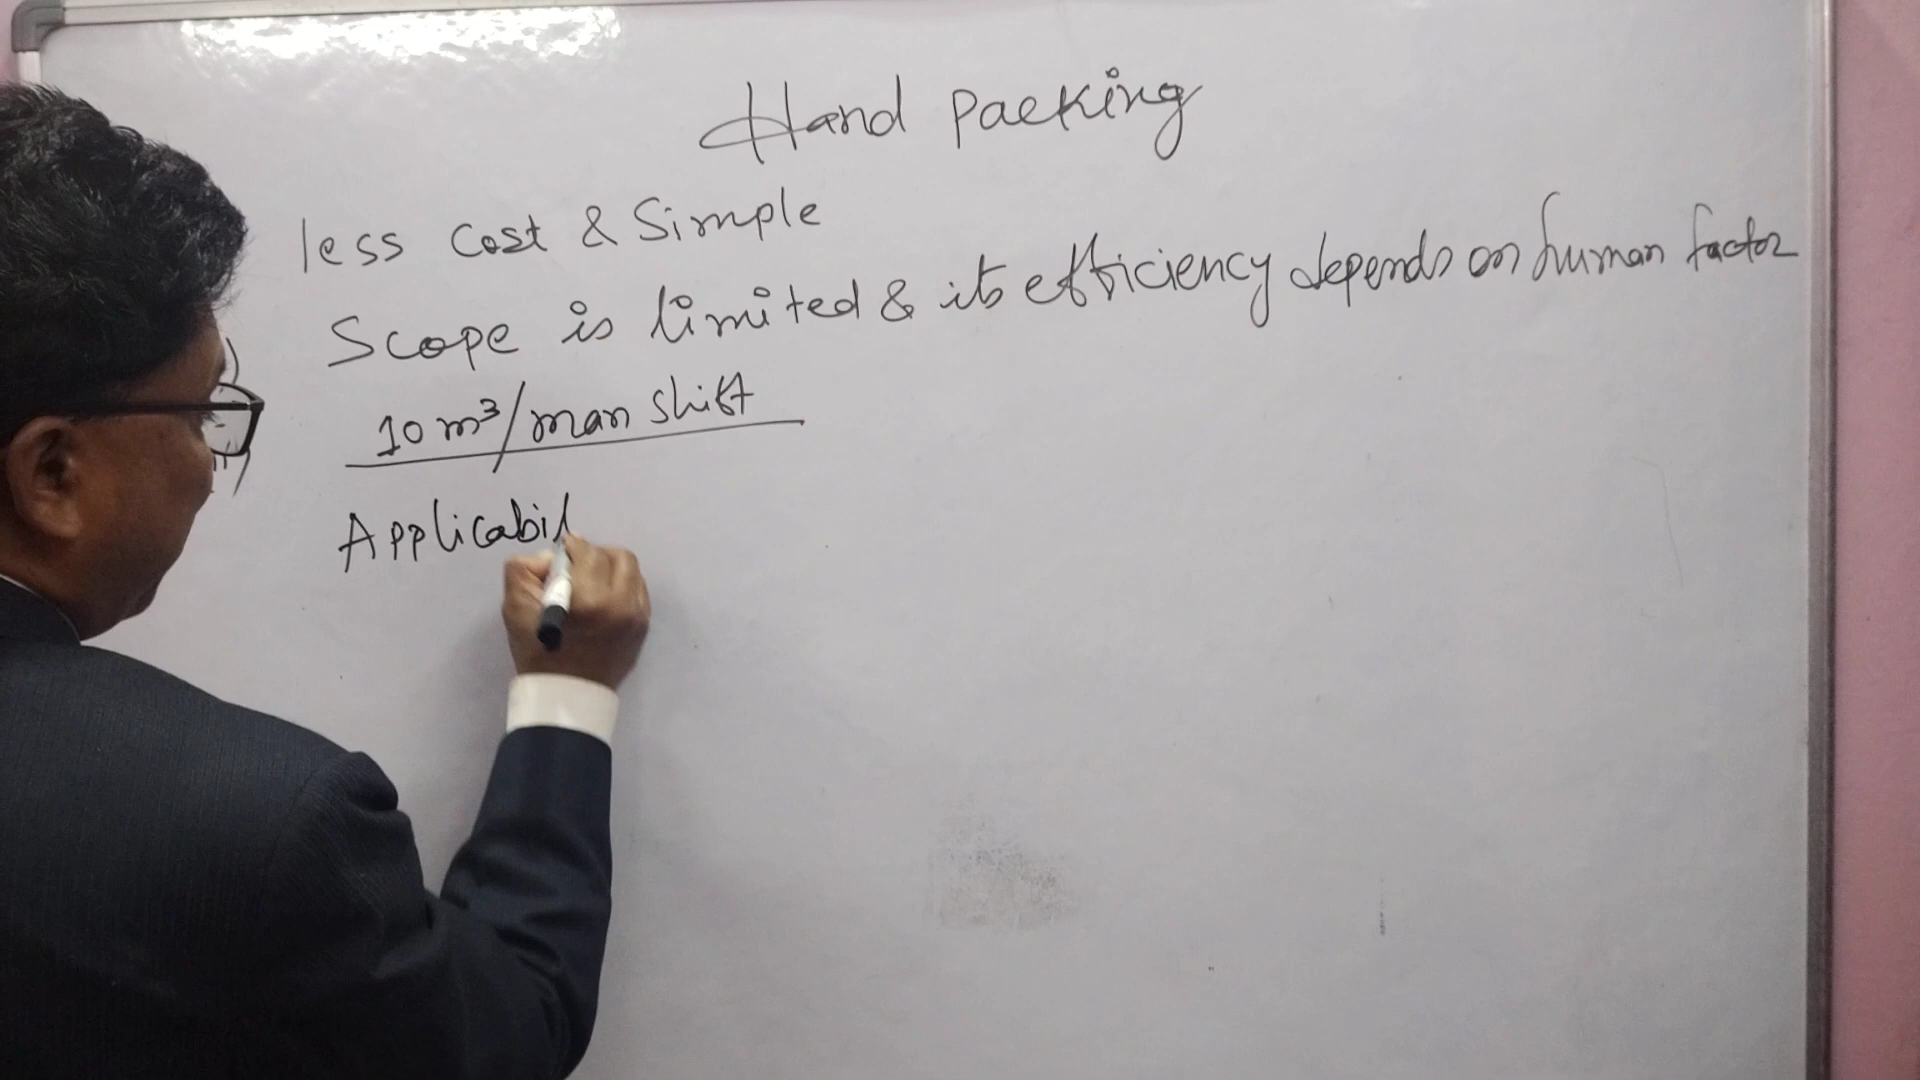 Hand Packing
less Cost & Simple
Scope is limited & its efficiency depends on human factor
10 m³/man shift
Applicabil